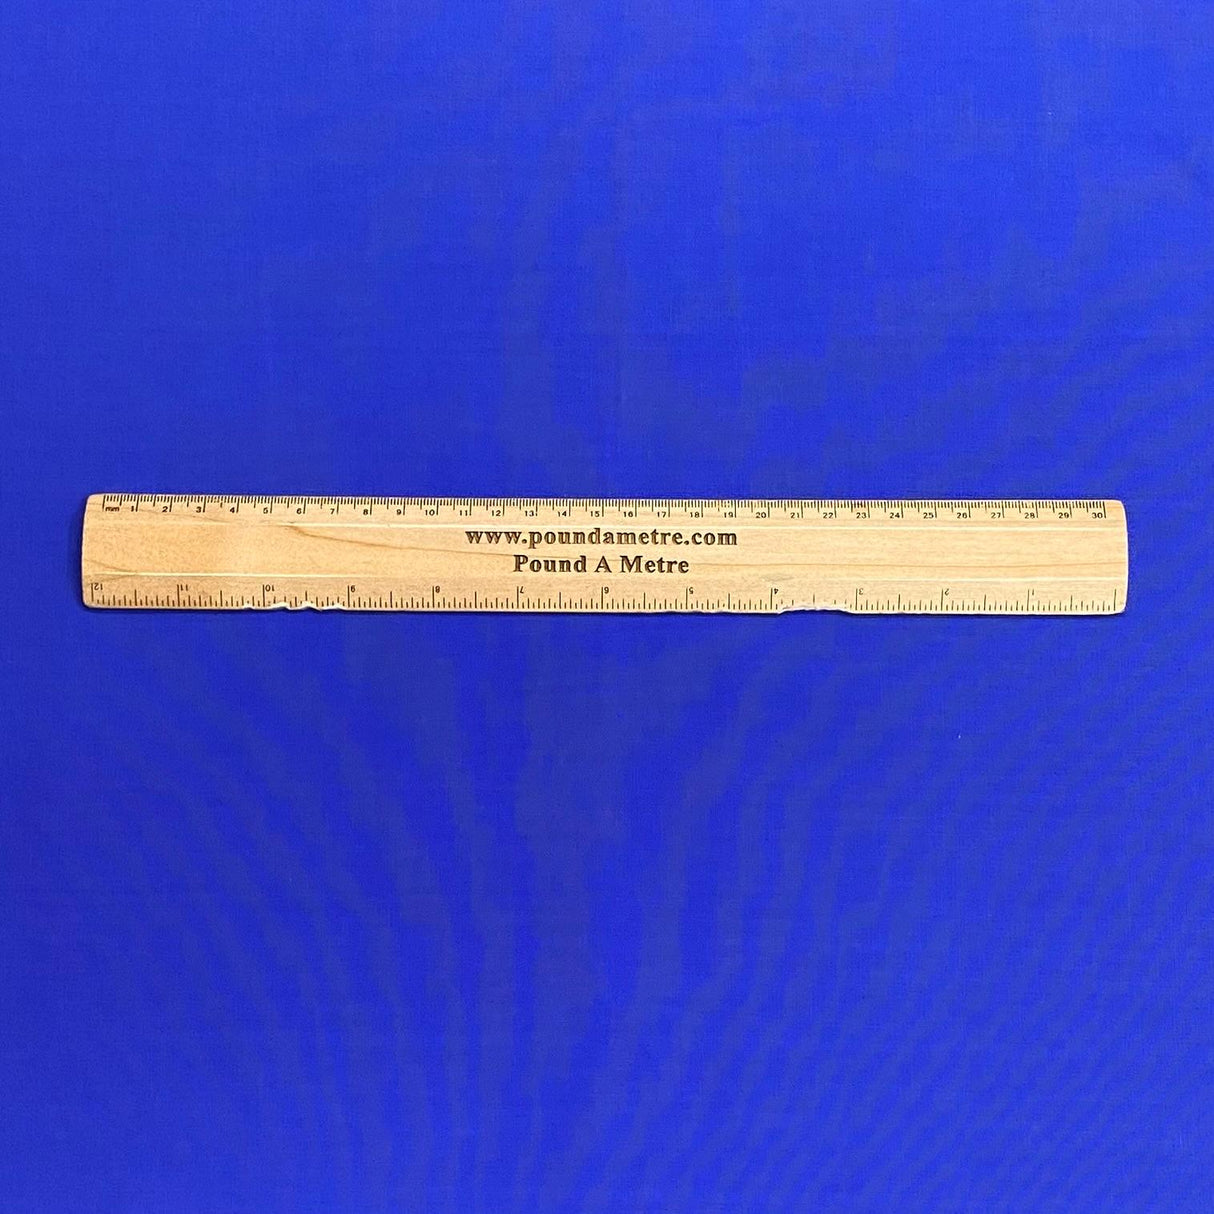 mm 1 2 3 4 5 6 7 8 9 10 11 12 13 14 15 16 17 18 19 20 21 22 23 24 25 26 27 28 29 30
www.poundametre.com
Pound A Metre
12 11 10 9 8 7 6 5 4 3 2 1